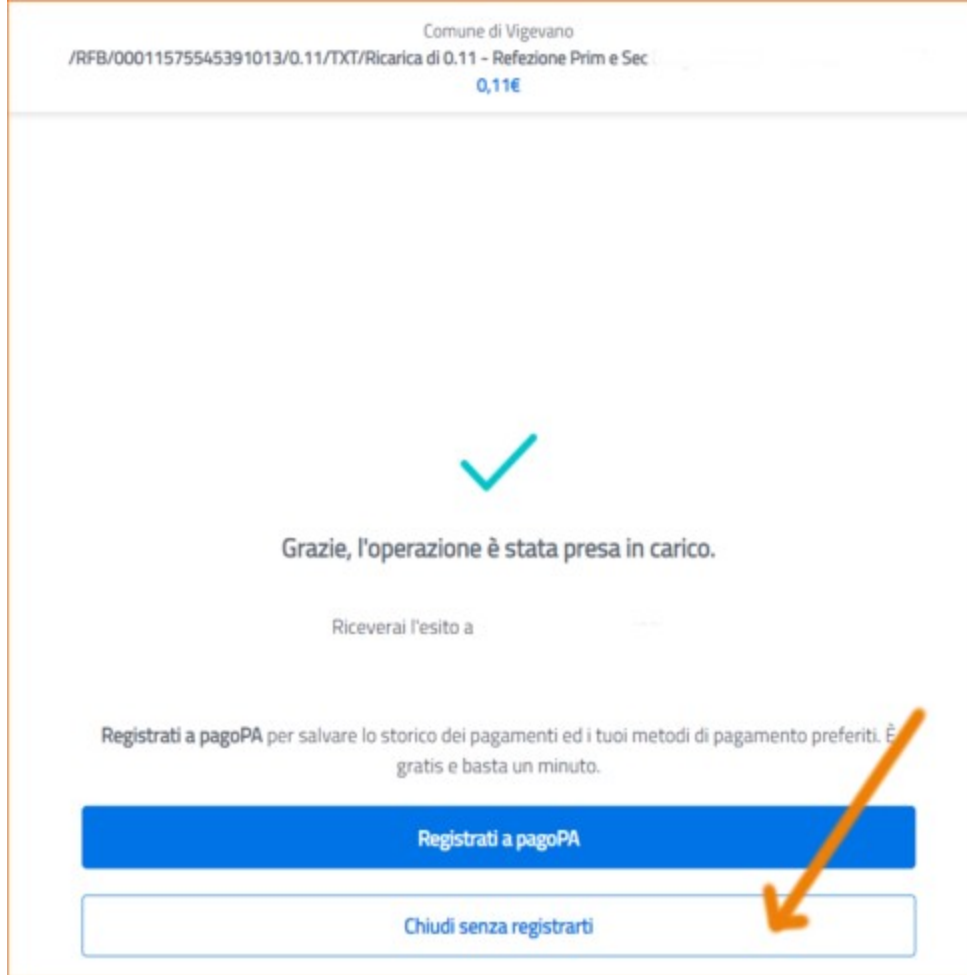 Comune di Vigevano
/RFB/00011575545391013/0.11/TXT/Ricarica di 0.11 - Refezione Prim e Sec
0,11€
Grazie, l'operazione è stata presa in carico.
Riceverai l'esito a
Registrati a pagoPA per salvare lo storico dei pagamenti ed i tuoi metodi di pagamento preferiti. È
gratis e basta un minuto.
Registrati a pagoPA
Chiudi senza registrarti